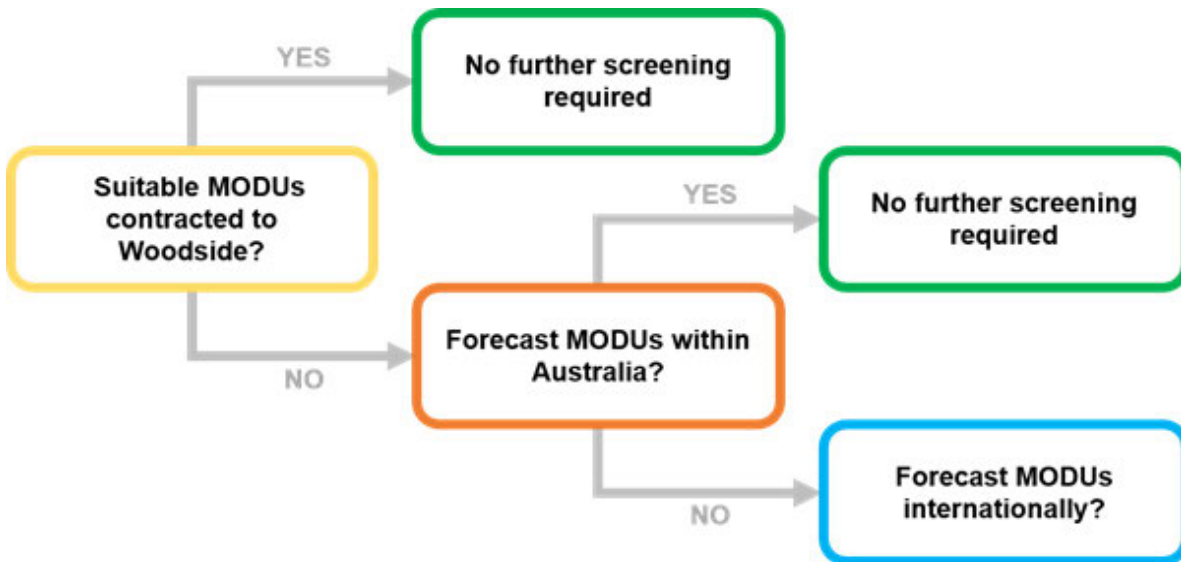 YES
No further screening
required
Suitable MODUs
contracted to
Woodside?
YES
No further screening
required
NO
Forecast MODUs within
Australia?
NO
Forecast MODUs
internationally?